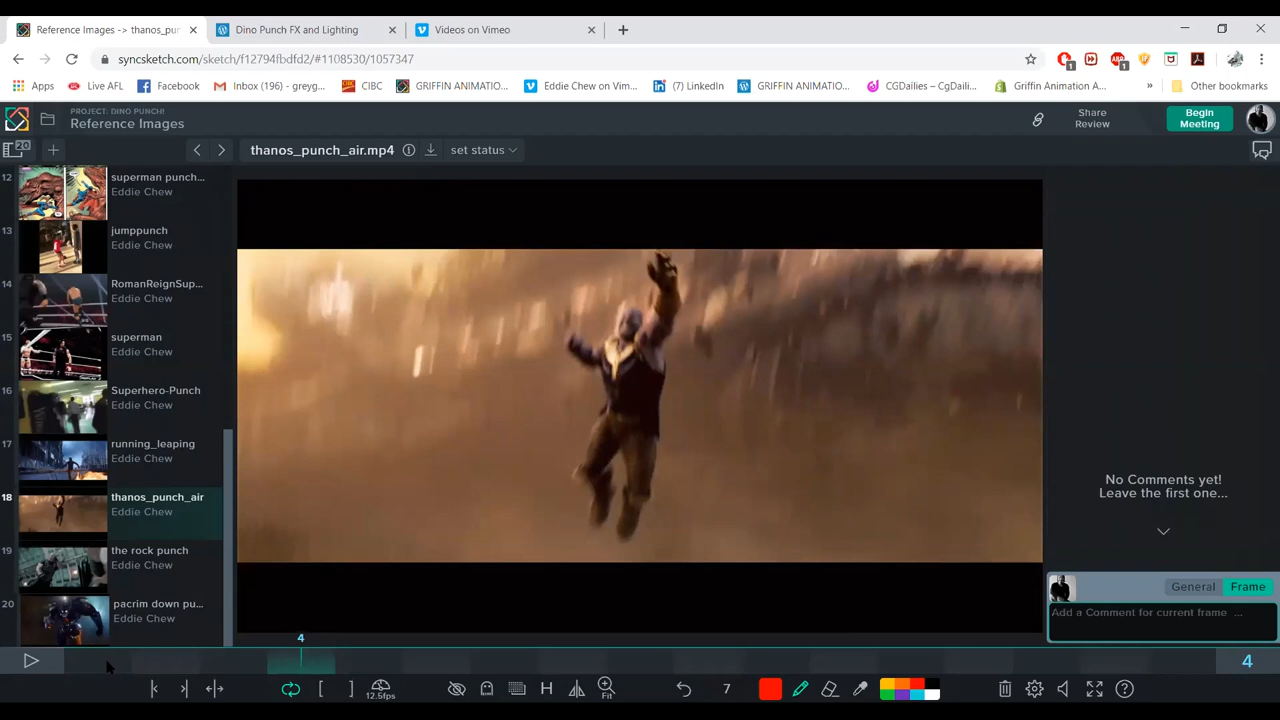 Reference Images -> thanos_pun
Dino Punch FX and Lighting
Videos on Vimeo
syncsketch.com/sketch/f12794fbdfd2/#1108530/1057347
Apps
Live AFL
Facebook
Inbox (196) - greyg...
CIBC
GRIFFIN ANIMATIO...
Eddie Chew on Vim...
(7) LinkedIn
GRIFFIN ANIMATIO...
CGDailies – CgDaili...
Griffin Animation A...
»
Other bookmarks
PROJECT: DINO PUNCH!
Reference Images
Share
Review
Begin
Meeting
20
thanos_punch_air.mp4
set status
12
superman punch...
Eddie Chew
13
jumppunch
Eddie Chew
14
RomanReignSup...
Eddie Chew
15
superman
Eddie Chew
16
Superhero-Punch
Eddie Chew
17
running_leaping
Eddie Chew
18
thanos_punch_air
Eddie Chew
19
the rock punch
Eddie Chew
20
pacrim down pu...
Eddie Chew
No Comments yet!
Leave the first one...
General
Frame
Add a Comment for current frame ...
4
4
[
]
12.5fps
H
Fit
7